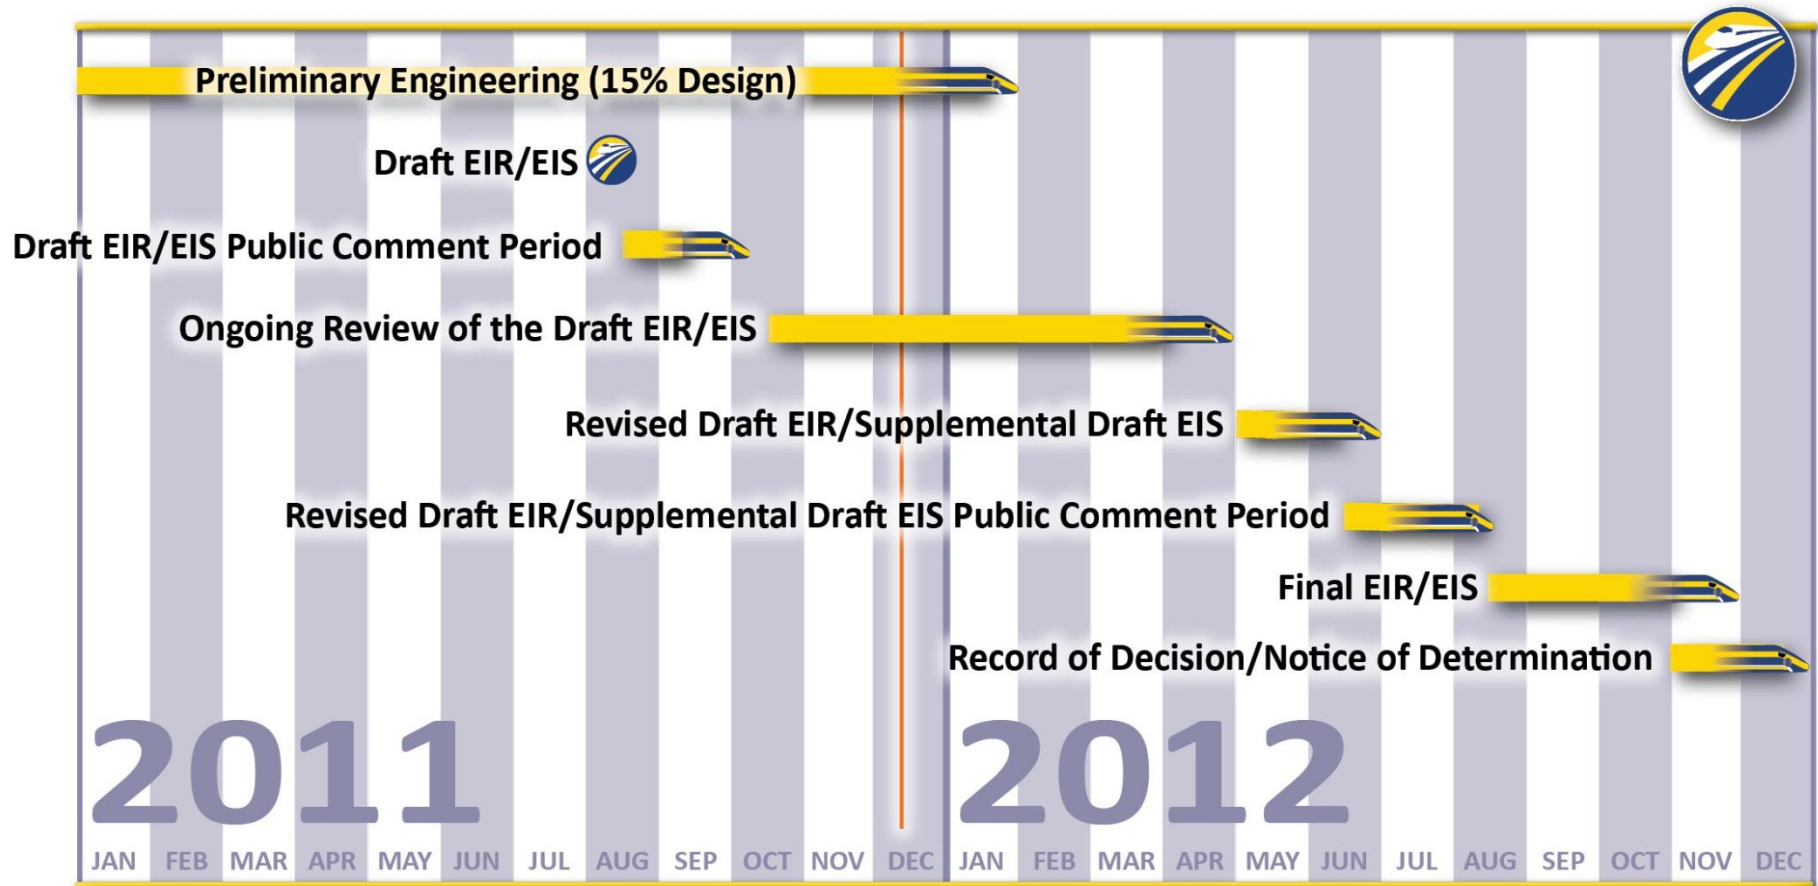 Preliminary Engineering (15% Design)
Draft EIR/EIS
Draft EIR/EIS Public Comment Period
Ongoing Review of the Draft EIR/EIS
Revised Draft EIR/Supplemental Draft EIS
Revised Draft EIR/Supplemental Draft EIS Public Comment Period
Final EIR/EIS
Record of Decision/Notice of Determination
2011 2012
JAN FEB MAR APR MAY JUN JUL AUG SEP OCT NOV DEC JAN FEB MAR APR MAY JUN JUL AUG SEP OCT NOV DEC